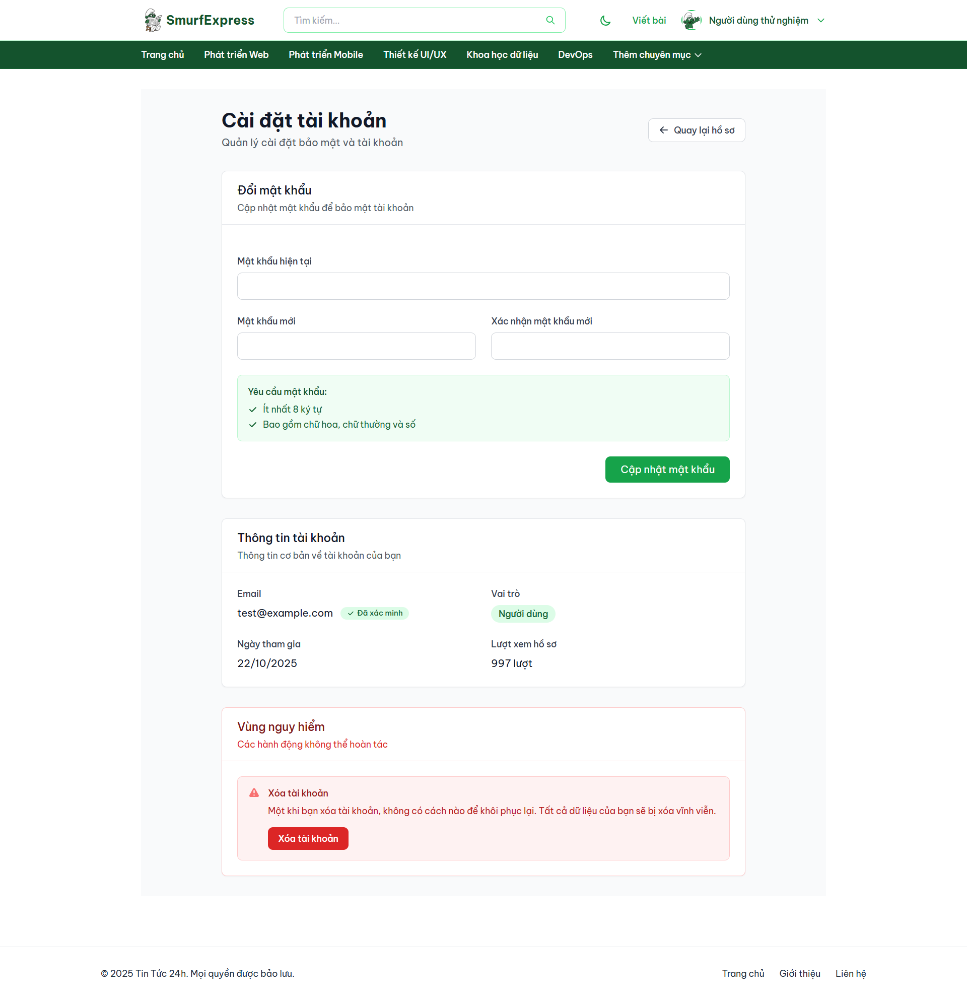 SmurfExpress
Tìm kiếm...
Viết bài
Người dùng thử nghiệm
Trang chủ
Phát triển Web
Phát triển Mobile
Thiết kế UI/UX
Khoa học dữ liệu
DevOps
Thêm chuyên mục
Cài đặt tài khoản
Quản lý cài đặt bảo mật và tài khoản
Quay lại hồ sơ
Đổi mật khẩu
Cập nhật mật khẩu để bảo mật tài khoản
Mật khẩu hiện tại
Mật khẩu mới
Xác nhận mật khẩu mới
Yêu cầu mật khẩu:
Ít nhất 8 ký tự
Bao gồm chữ hoa, chữ thường và số
Cập nhật mật khẩu
Thông tin tài khoản
Thông tin cơ bản về tài khoản của bạn
Email
test@example.com
Đã xác minh
Vai trò
Người dùng
Ngày tham gia
22/10/2025
Lượt xem hồ sơ
997 lượt
Vùng nguy hiểm
Các hành động không thể hoàn tác
Xóa tài khoản
Một khi bạn xóa tài khoản, không có cách nào để khôi phục lại. Tất cả dữ liệu của bạn sẽ bị xóa vĩnh viễn.
Xóa tài khoản
© 2025 Tin Tức 24h. Mọi quyền được bảo lưu.
Trang chủ
Giới thiệu
Liên hệ